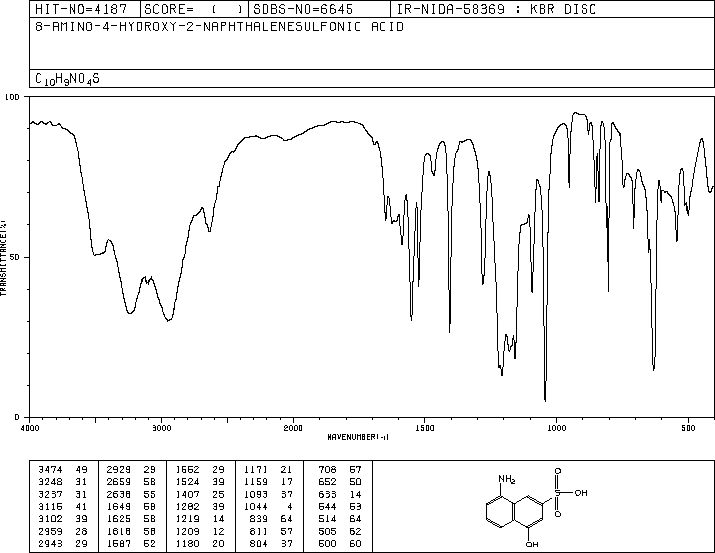 HIT-NO=4187 SCORE= ( ) SDBS-NO=6645 IR-NIDA-58369 : KBR DISC
8-AMINO-4-HYDROXY-2-NAPHTHALENESULFONIC ACID
C10H9NO4S
100
50
0
TRANSMITTANCE(%)
4000 3000 2000 1500 1000 500
WAVENUMBER(-1)
3474 49 2929 29 1552 29 1171 21 708 57
3248 31 2659 58 1524 39 1159 17 652 50
3237 31 2638 55 1407 25 1093 37 633 14
3115 41 1649 58 1282 39 1044 4 544 53
3102 39 1625 58 1219 14 839 64 514 64
2959 28 1618 58 1209 12 811 57 505 62
2943 29 1587 52 1180 20 804 37 500 60
NH2
O
S OH
O
OH